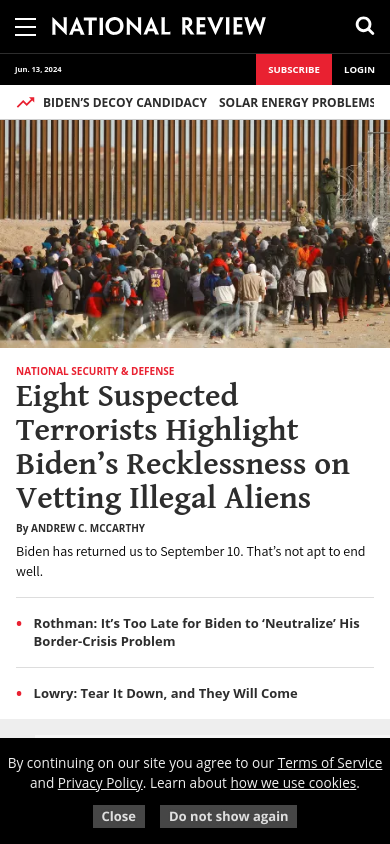 NATIONAL REVIEW
Jun. 13, 2024
SUBSCRIBE
LOGIN
BIDEN'S DECOY CANDIDACY SOLAR ENERGY PROBLEMS
23
NATIONAL SECURITY & DEFENSE
Eight Suspected
Terrorists Highlight
Biden’s Recklessness on
Vetting Illegal Aliens
By ANDREW C. MCCARTHY
Biden has returned us to September 10. That’s not apt to end
well.
• Rothman: It’s Too Late for Biden to ‘Neutralize’ His
Border-Crisis Problem
• Lowry: Tear It Down, and They Will Come
By continuing on our site you agree to our Terms of Service
and Privacy Policy. Learn about how we use cookies.
Close
Do not show again